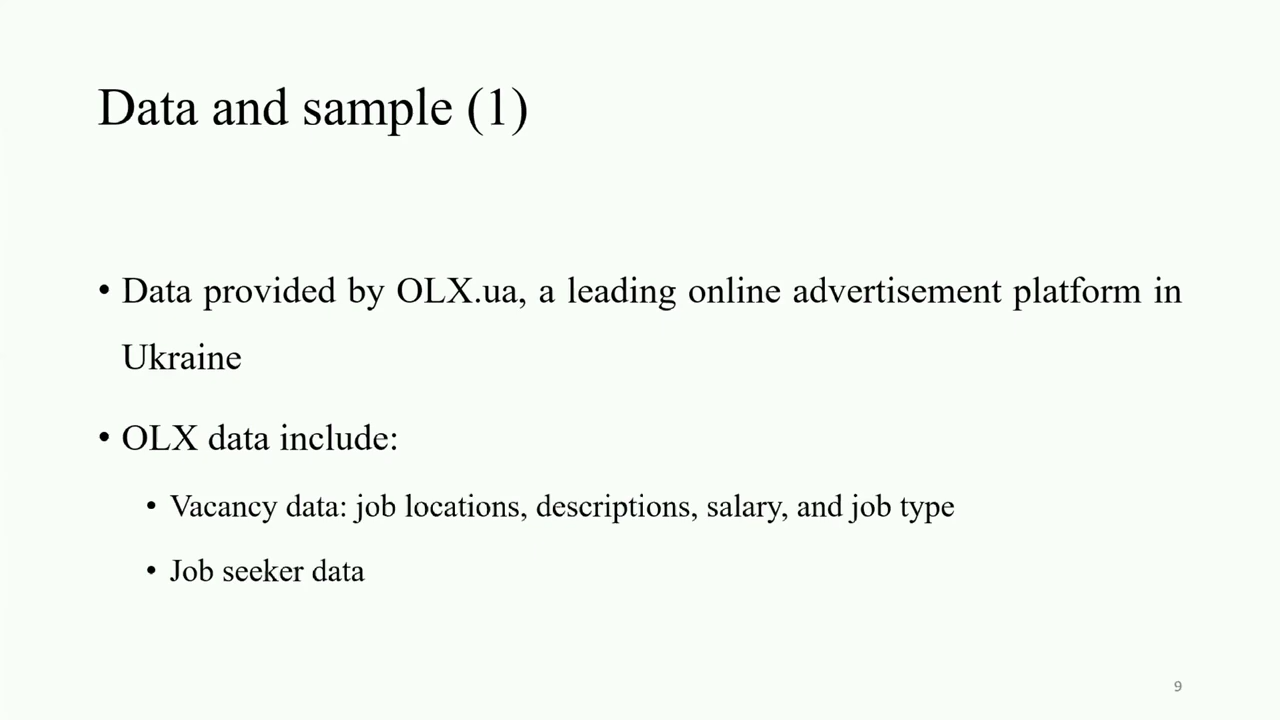 Data and sample (1)
• Data provided by OLX.ua, a leading online advertisement platform in
Ukraine
• OLX data include:
• Vacancy data: job locations, descriptions, salary, and job type
• Job seeker data
9